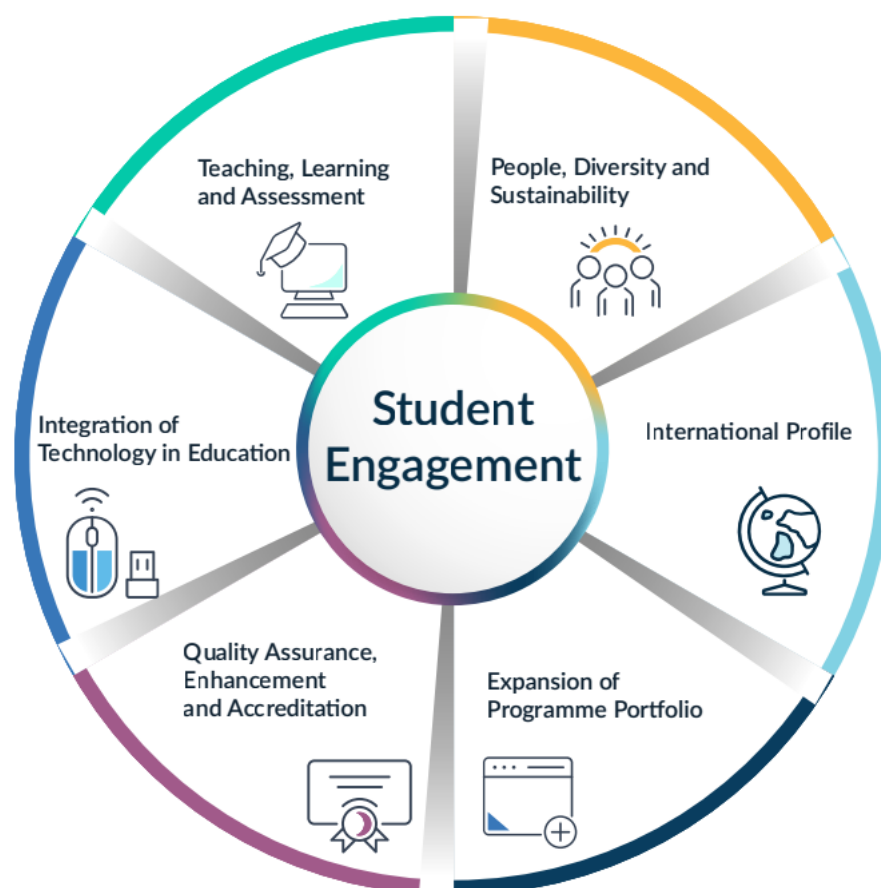 Teaching, Learning
and Assessment
People, Diversity and
Sustainability
Student
Engagement
Integration of
Technology in Education
International Profile
Quality Assurance,
Enhancement
and Accreditation
Expansion of
Programme Portfolio